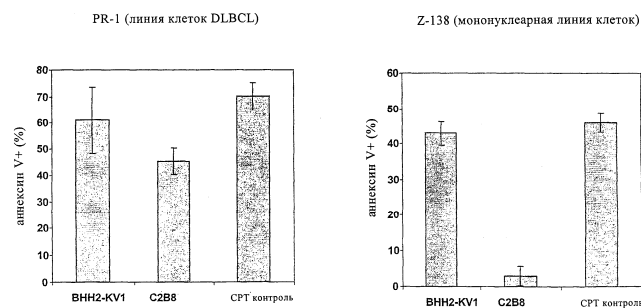 PR-1 (линия клеток DLBCL)
аннексин V+ (%)
80
70
60
50
40
30
20
10
0
BHH2-KV1 C2B8 CPT контроль
Z-138 (мононуклеарная линия клеток)
аннексин V+ (%)
60
50
40
30
20
10
0
BHH2-KV1 C2B8 CPT контроль